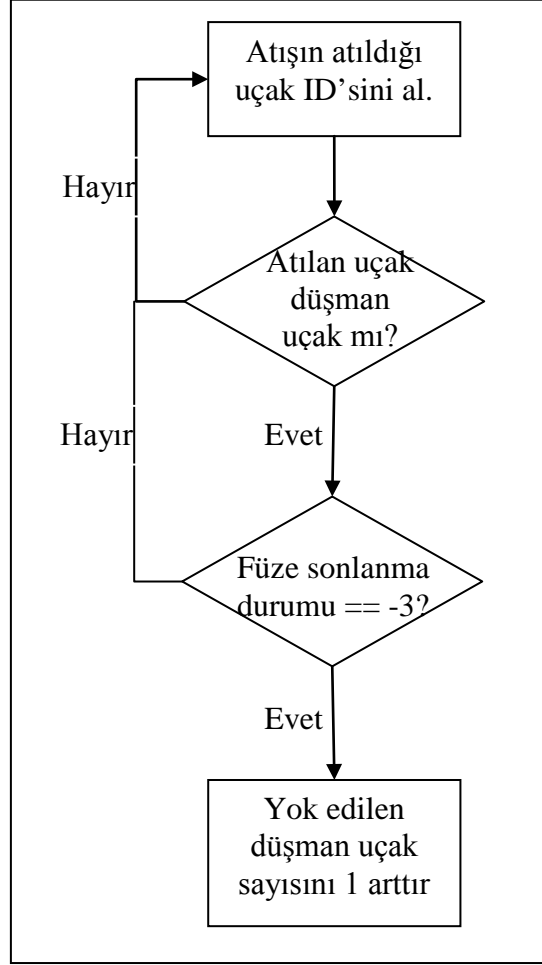 Atışın atıldığı
uçak ID’sini al.
Hayır
Atılan uçak
düşman
uçak mı?
Hayır
Evet
Füze sonlanma
durumu == -3?
Evet
Yok edilen
düşman uçak
sayısını 1 arttır